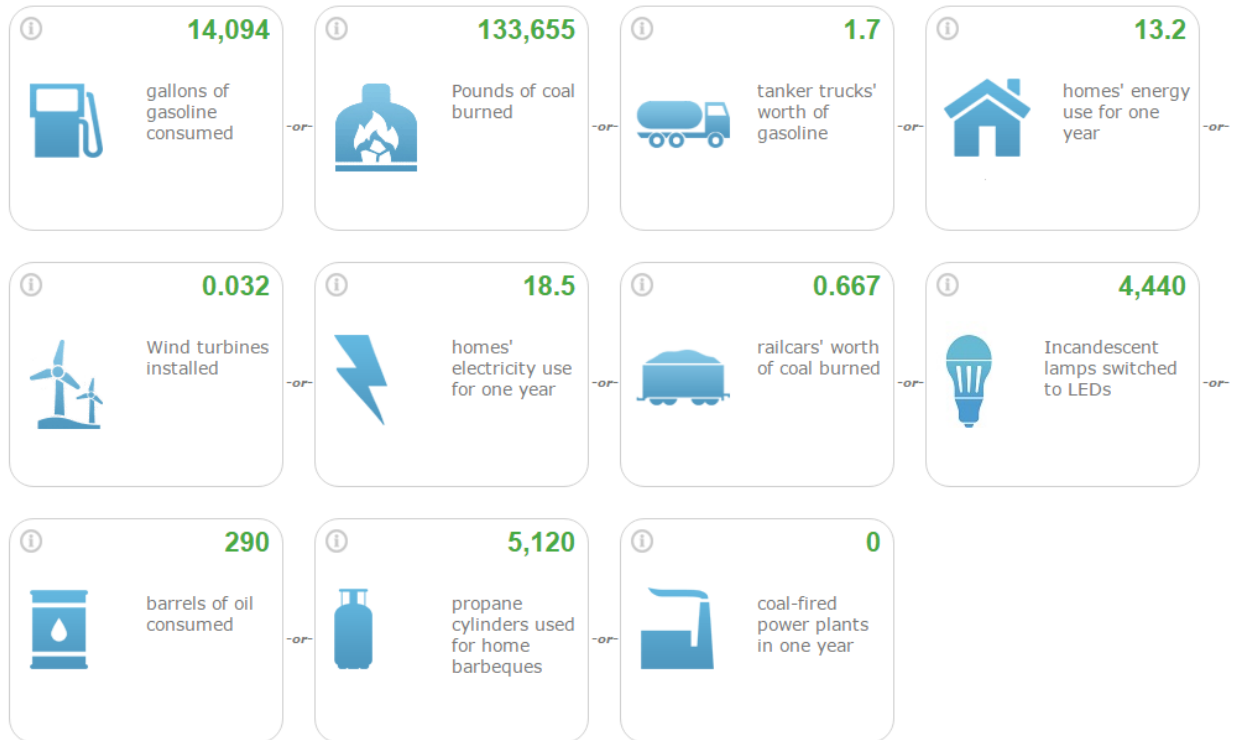 14,094
gallons of
gasoline
consumed
-or-
133,655
Pounds of coal
burned
-or-
1.7
tanker trucks'
worth of
gasoline
-or-
13.2
homes' energy
use for one
year
-or-
0.032
Wind turbines
installed
-or-
18.5
homes'
electricity use
for one year
-or-
0.667
railcars' worth
of coal burned
-or-
4,440
Incandescent
lamps switched
to LEDs
-or-
290
barrels of oil
consumed
-or-
5,120
propane
cylinders used
for home
barbeques
-or-
0
coal-fired
power plants
in one year